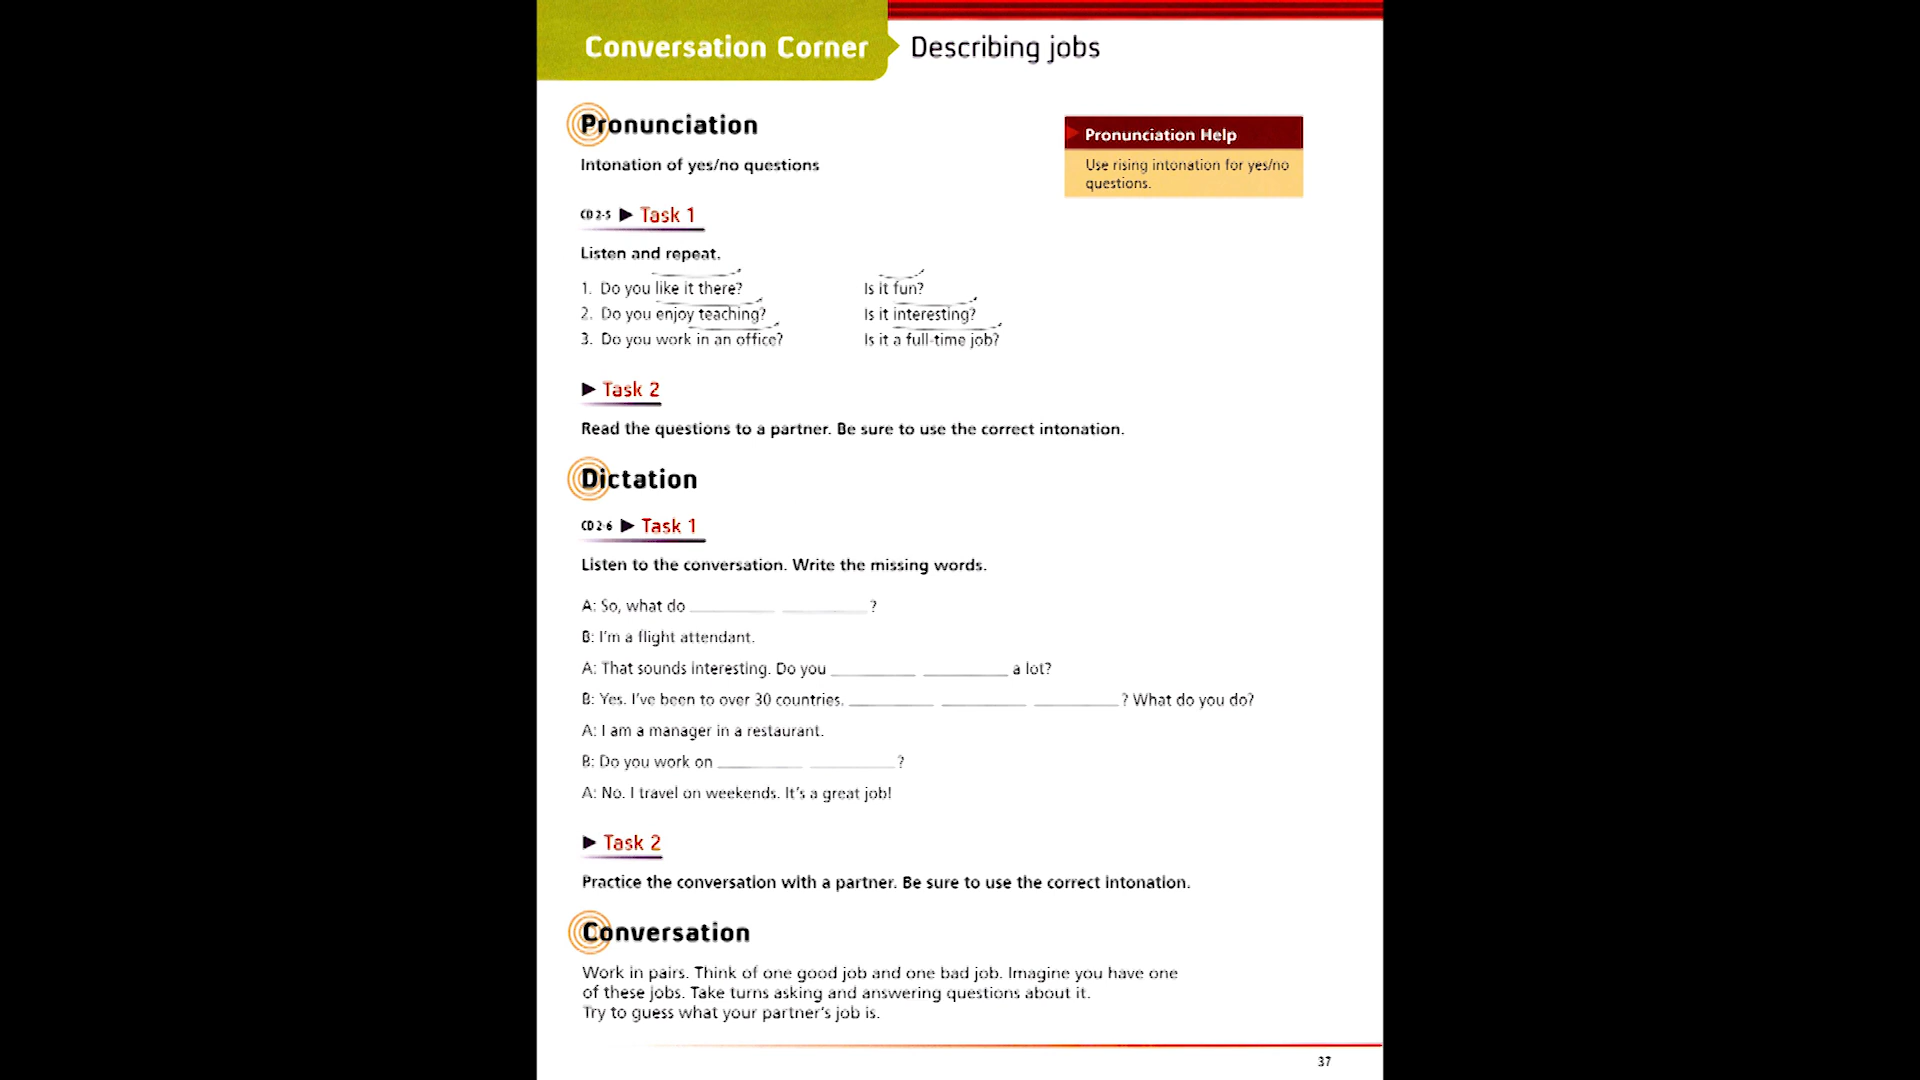 Conversation Corner Describing jobs
Pronunciation
Pronunciation Help
Intonation of yes/no questions
Use rising intonation for yes/no
questions.
CD 2-5 ▶ Task 1
Listen and repeat.
1. Do you like it there? Is it fun?
2. Do you enjoy teaching? Is it interesting?
3. Do you work in an office? Is it a full-time job?
▶ Task 2
Read the questions to a partner. Be sure to use the correct intonation.
Dictation
CD 2-6 ▶ Task 1
Listen to the conversation. Write the missing words.
A: So, what do __________ __________ ?
B: I'm a flight attendant.
A: That sounds interesting. Do you __________ __________ a lot?
B: Yes. I've been to over 30 countries. __________ __________ __________ ? What do you do?
A: I am a manager in a restaurant.
B: Do you work on __________ __________ ?
A: No. I travel on weekends. It's a great job!
▶ Task 2
Practice the conversation with a partner. Be sure to use the correct intonation.
Conversation
Work in pairs. Think of one good job and one bad job. Imagine you have one
of these jobs. Take turns asking and answering questions about it.
Try to guess what your partner's job is.
37